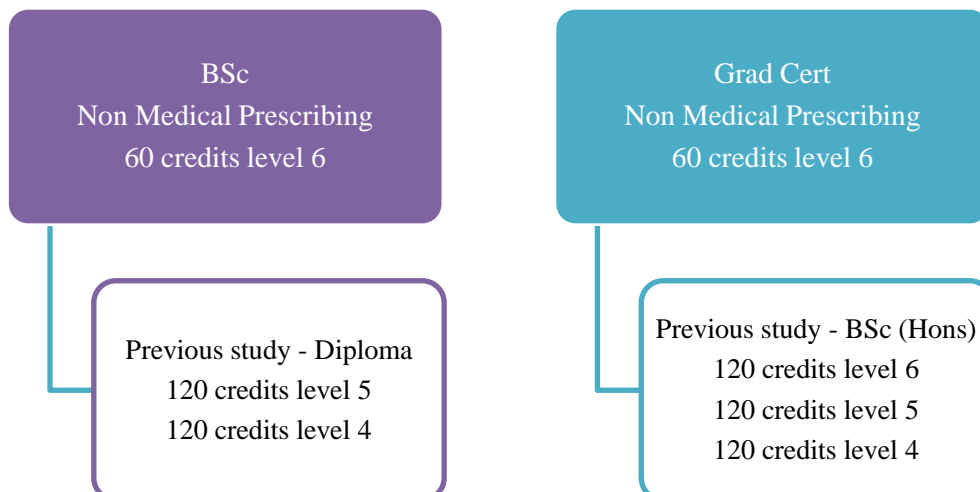 BSc
Non Medical Prescribing
60 credits level 6
Previous study - Diploma
120 credits level 5
120 credits level 4
Grad Cert
Non Medical Prescribing
60 credits level 6
Previous study - BSc (Hons)
120 credits level 6
120 credits level 5
120 credits level 4